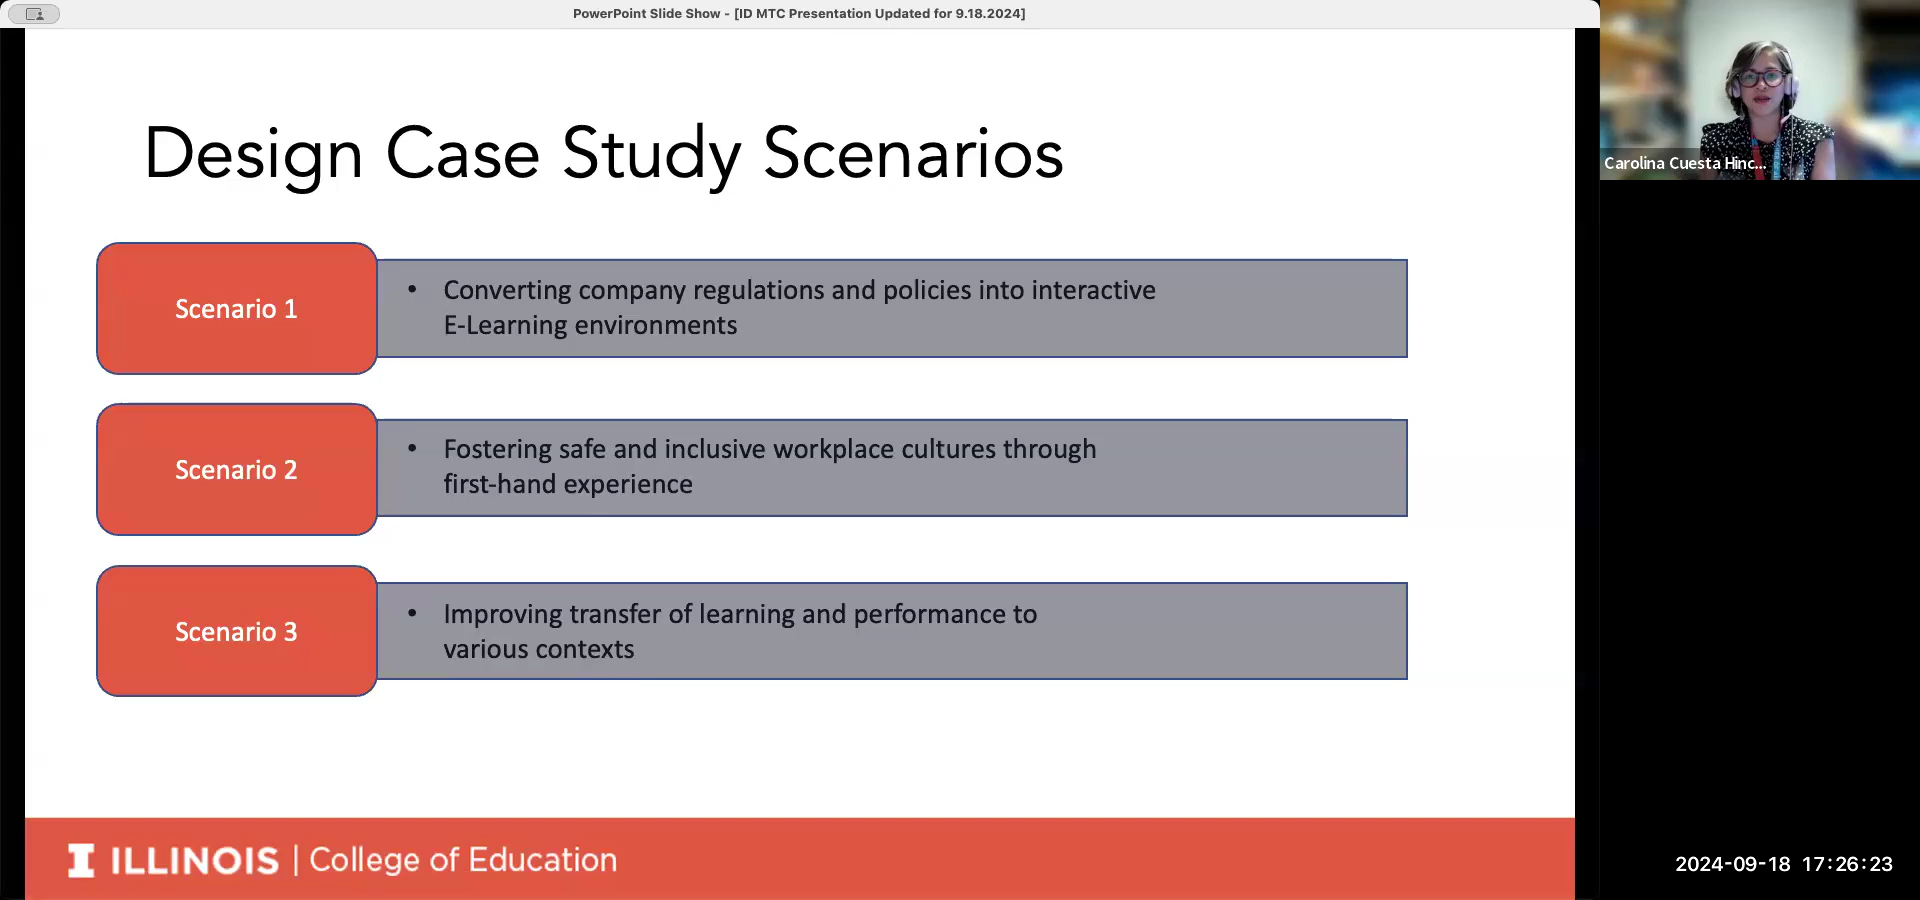 PowerPoint Slide Show - [ID MTC Presentation Updated for 9.18.2024]
Design Case Study Scenarios
Scenario 1
• Converting company regulations and policies into interactive
E-Learning environments
Scenario 2
• Fostering safe and inclusive workplace cultures through
first-hand experience
Scenario 3
• Improving transfer of learning and performance to
various contexts
I ILLINOIS | College of Education
Carolina Cuesta Hinc...
2024-09-18 17:26:23